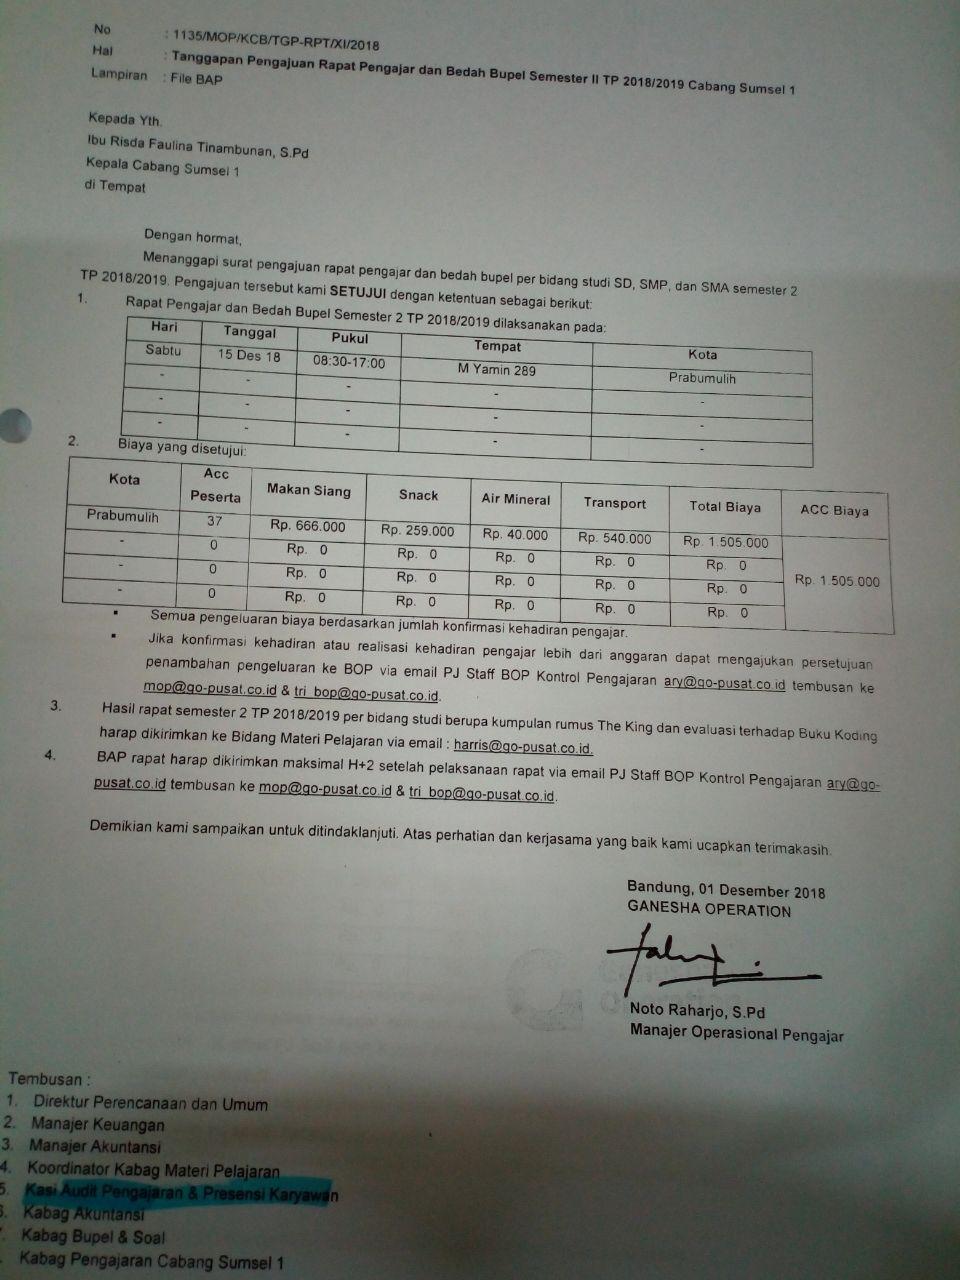 No : 1135/MOP/KCB/TGP-RPT/XI/2018
Hal : Tanggapan Pengajuan Rapat Pengajar dan Bedah Bupel Semester II TP 2018/2019 Cabang Sumsel 1
Lampiran : File BAP
Kepada Yth.
Ibu Risda Faulina Tinambunan, S.Pd
Kepala Cabang Sumsel 1
di Tempat
Dengan hormat,
Menanggapi surat pengajuan rapat pengajar dan bedah bupel per bidang studi SD, SMP, dan SMA semester 2
TP 2018/2019. Pengajuan tersebut kami SETUJUI dengan ketentuan sebagai berikut:
1. Rapat Pengajar dan Bedah Bupel Semester 2 TP 2018/2019 dilaksanakan pada:
Hari Tanggal Pukul Tempat Kota
Sabtu 15 Des 18 08:30-17:00 M Yamin 289 Prabumulih
- - - - -
- - - - -
- - - - -
2. Biaya yang disetujui:
Kota Acc Peserta Makan Siang Snack Air Mineral Transport Total Biaya ACC Biaya
Prabumulih 37 Rp. 666.000 Rp. 259.000 Rp. 40.000 Rp. 540.000 Rp. 1.505.000 Rp. 1.505.000
- 0 Rp. 0 Rp. 0 Rp. 0 Rp. 0 Rp. 0
- 0 Rp. 0 Rp. 0 Rp. 0 Rp. 0 Rp. 0
- 0 Rp. 0 Rp. 0 Rp. 0 Rp. 0 Rp. 0
▪ Semua pengeluaran biaya berdasarkan jumlah konfirmasi kehadiran pengajar.
▪ Jika konfirmasi kehadiran atau realisasi kehadiran pengajar lebih dari anggaran dapat mengajukan persetujuan
penambahan pengeluaran ke BOP via email PJ Staff BOP Kontrol Pengajaran ary@go-pusat.co.id tembusan ke
mop@go-pusat.co.id & tri_bop@go-pusat.co.id.
3. Hasil rapat semester 2 TP 2018/2019 per bidang studi berupa kumpulan rumus The King dan evaluasi terhadap Buku Koding
harap dikirimkan ke Bidang Materi Pelajaran via email : harris@go-pusat.co.id.
4. BAP rapat harap dikirimkan maksimal H+2 setelah pelaksanaan rapat via email PJ Staff BOP Kontrol Pengajaran ary@go-
pusat.co.id tembusan ke mop@go-pusat.co.id & tri_bop@go-pusat.co.id.
Demikian kami sampaikan untuk ditindaklanjuti. Atas perhatian dan kerjasama yang baik kami ucapkan terimakasih.
Bandung, 01 Desember 2018
GANESHA OPERATION
Noto Raharjo, S.Pd
Manajer Operasional Pengajar
Tembusan :
1. Direktur Perencanaan dan Umum
2. Manajer Keuangan
3. Manajer Akuntansi
4. Koordinator Kabag Materi Pelajaran
5. Kasi Audit Pengajaran & Presensi Karyawan
6. Kabag Akuntansi
Kabag Bupel & Soal
Kabag Pengajaran Cabang Sumsel 1